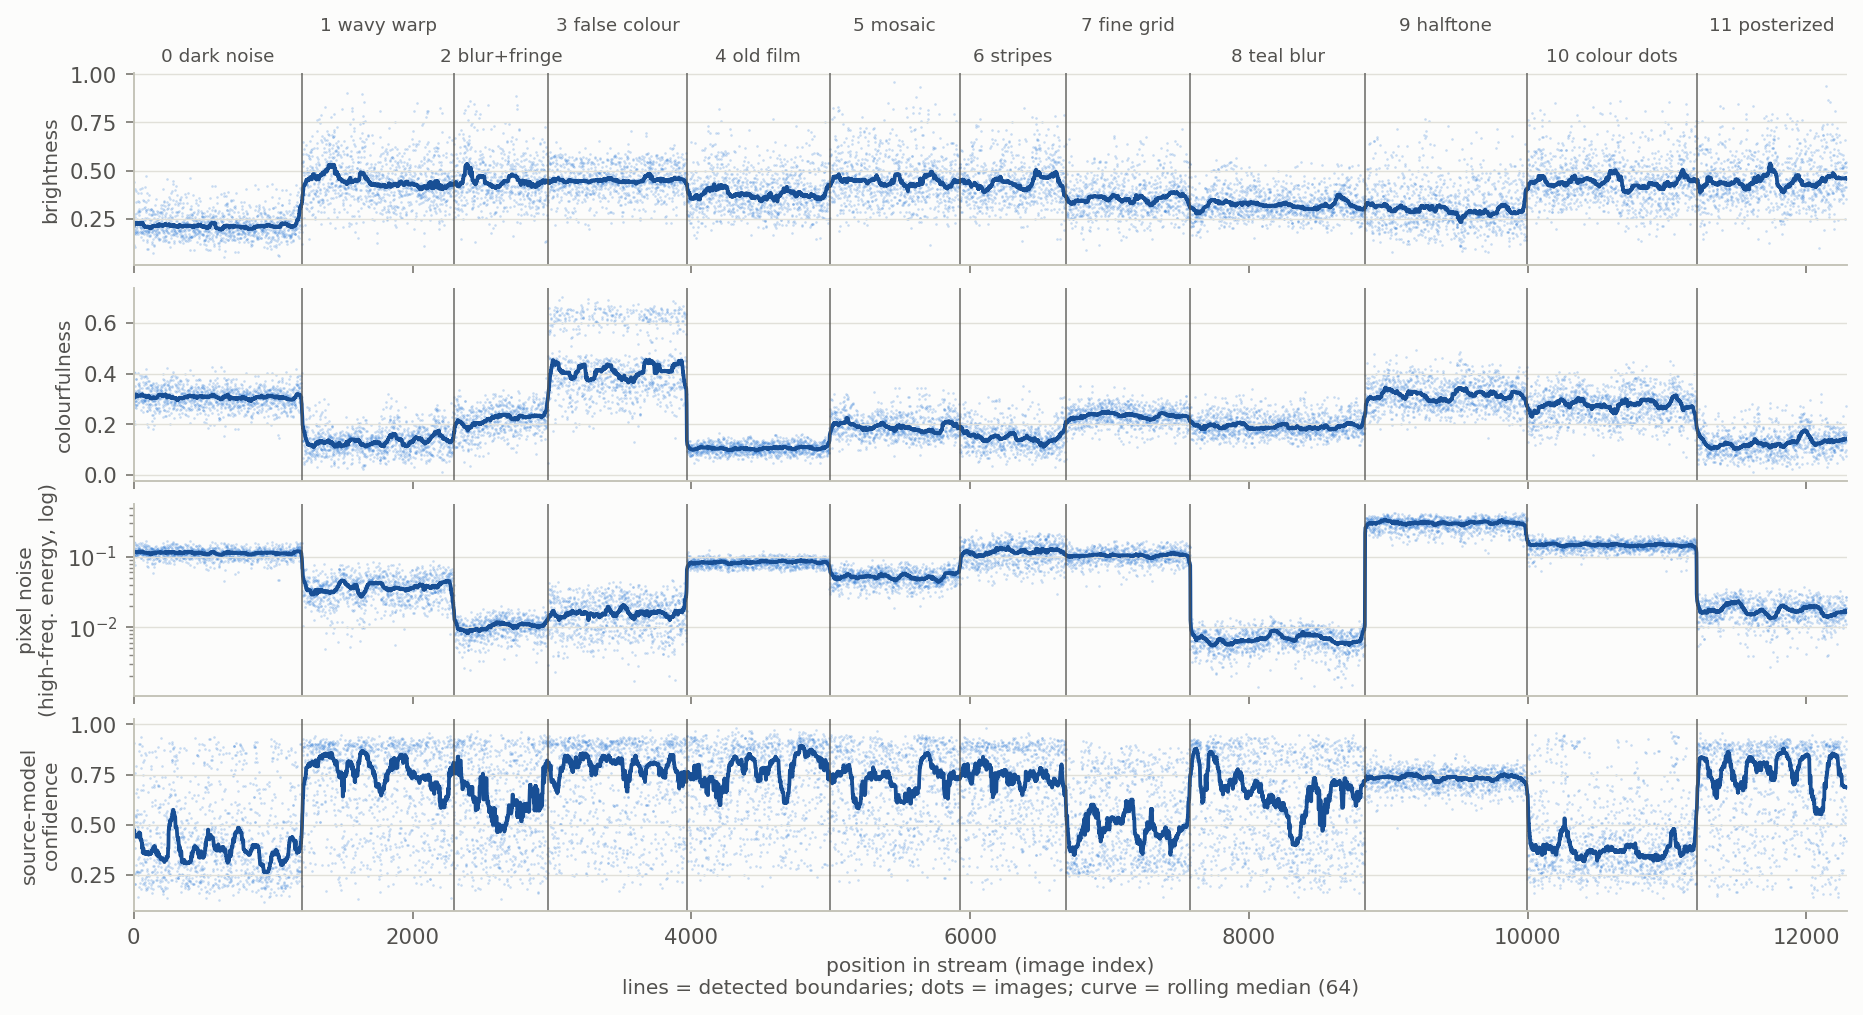 1 wavy warp
3 false colour
5 mosaic
7 fine grid
9 halftone
11 posterized
0 dark noise
2 blur+fringe
4 old film
6 stripes
8 teal blur
10 colour dots
brightness
1.00
0.75
0.50
0.25
colourfulness
0.6
0.4
0.2
0.0
pixel noise
(high-freq. energy, log)
10⁻¹
10⁻²
source-model
confidence
1.00
0.75
0.50
0.25
0
2000
4000
6000
8000
10000
12000
position in stream (image index)
lines = detected boundaries; dots = images; curve = rolling median (64)